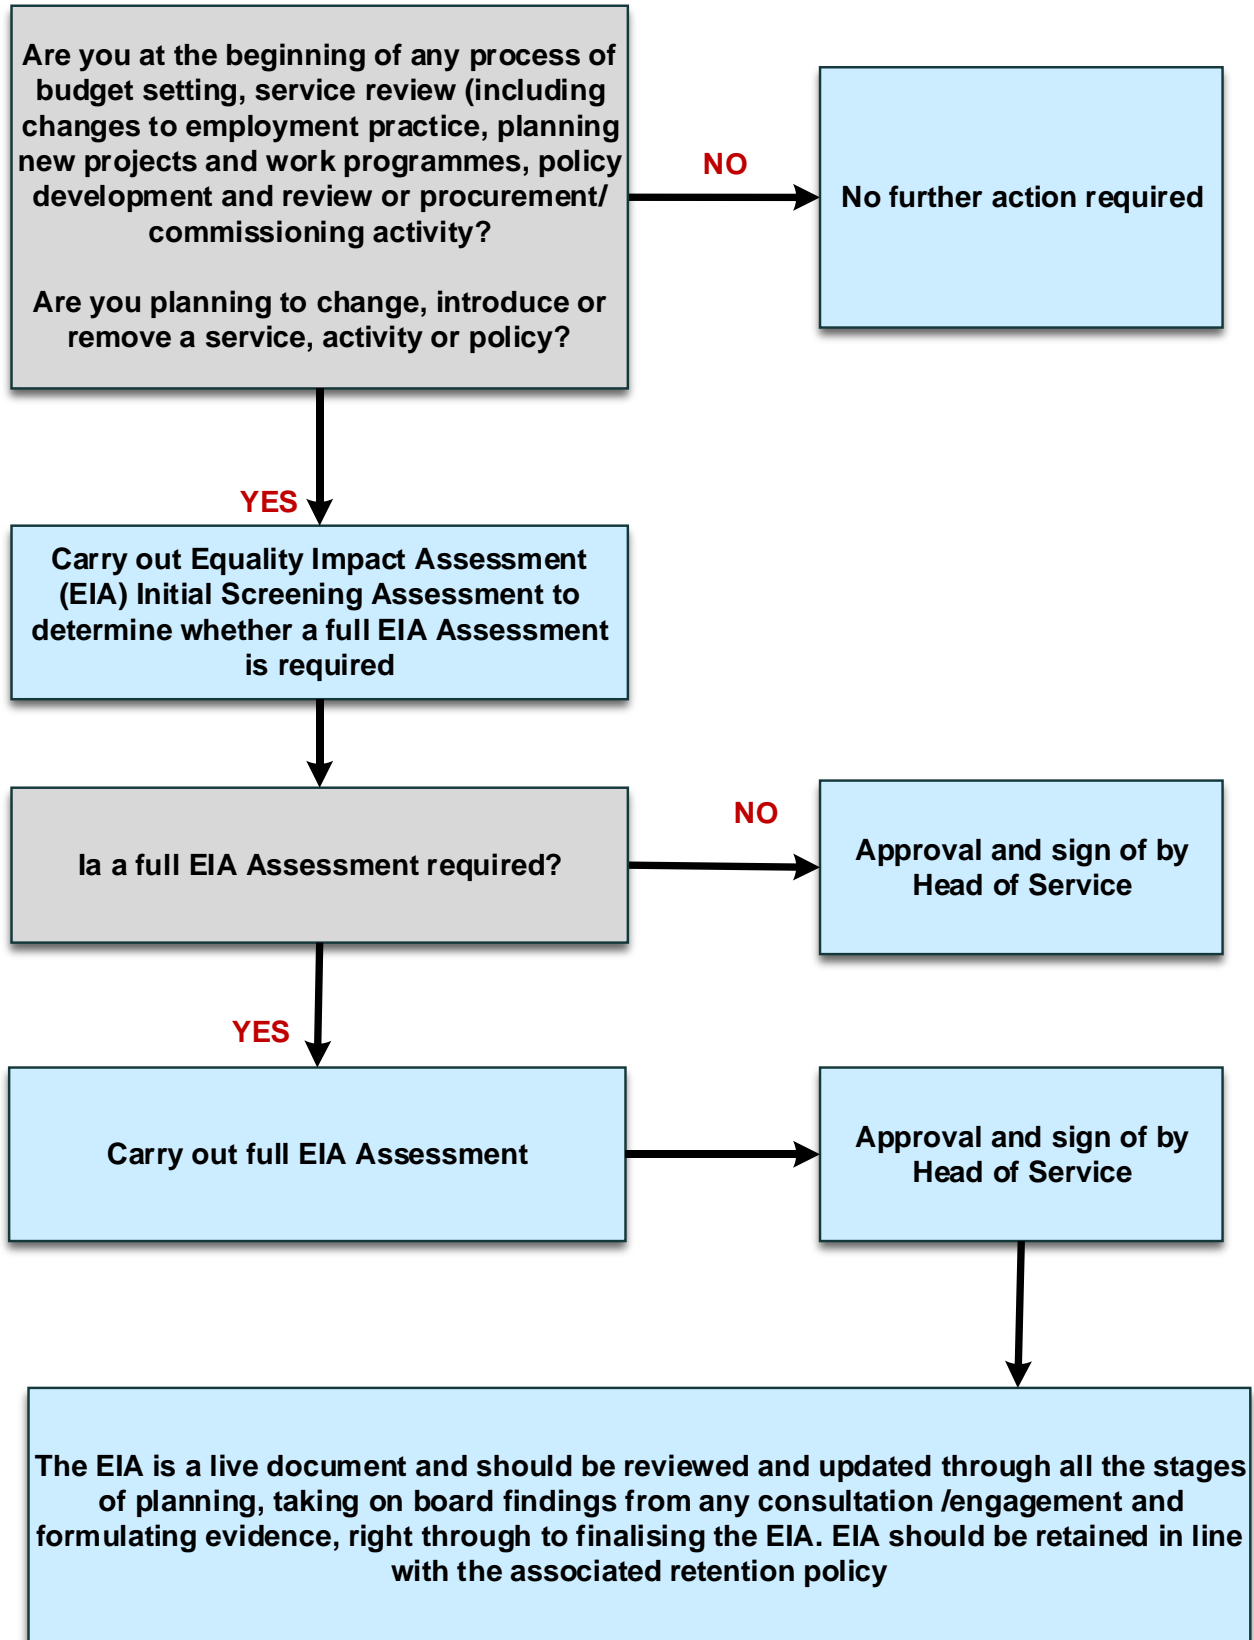 Are you at the beginning of any process of
budget setting, service review (including
changes to employment practice, planning
new projects and work programmes, policy
development and review or procurement/
commissioning activity?
Are you planning to change, introduce or
remove a service, activity or policy?
NO
No further action required
YES
Carry out Equality Impact Assessment
(EIA) Initial Screening Assessment to
determine whether a full EIA Assessment
is required
Ia a full EIA Assessment required?
NO
Approval and sign of by
Head of Service
YES
Carry out full EIA Assessment
Approval and sign of by
Head of Service
The EIA is a live document and should be reviewed and updated through all the stages
of planning, taking on board findings from any consultation /engagement and
formulating evidence, right through to finalising the EIA. EIA should be retained in line
with the associated retention policy